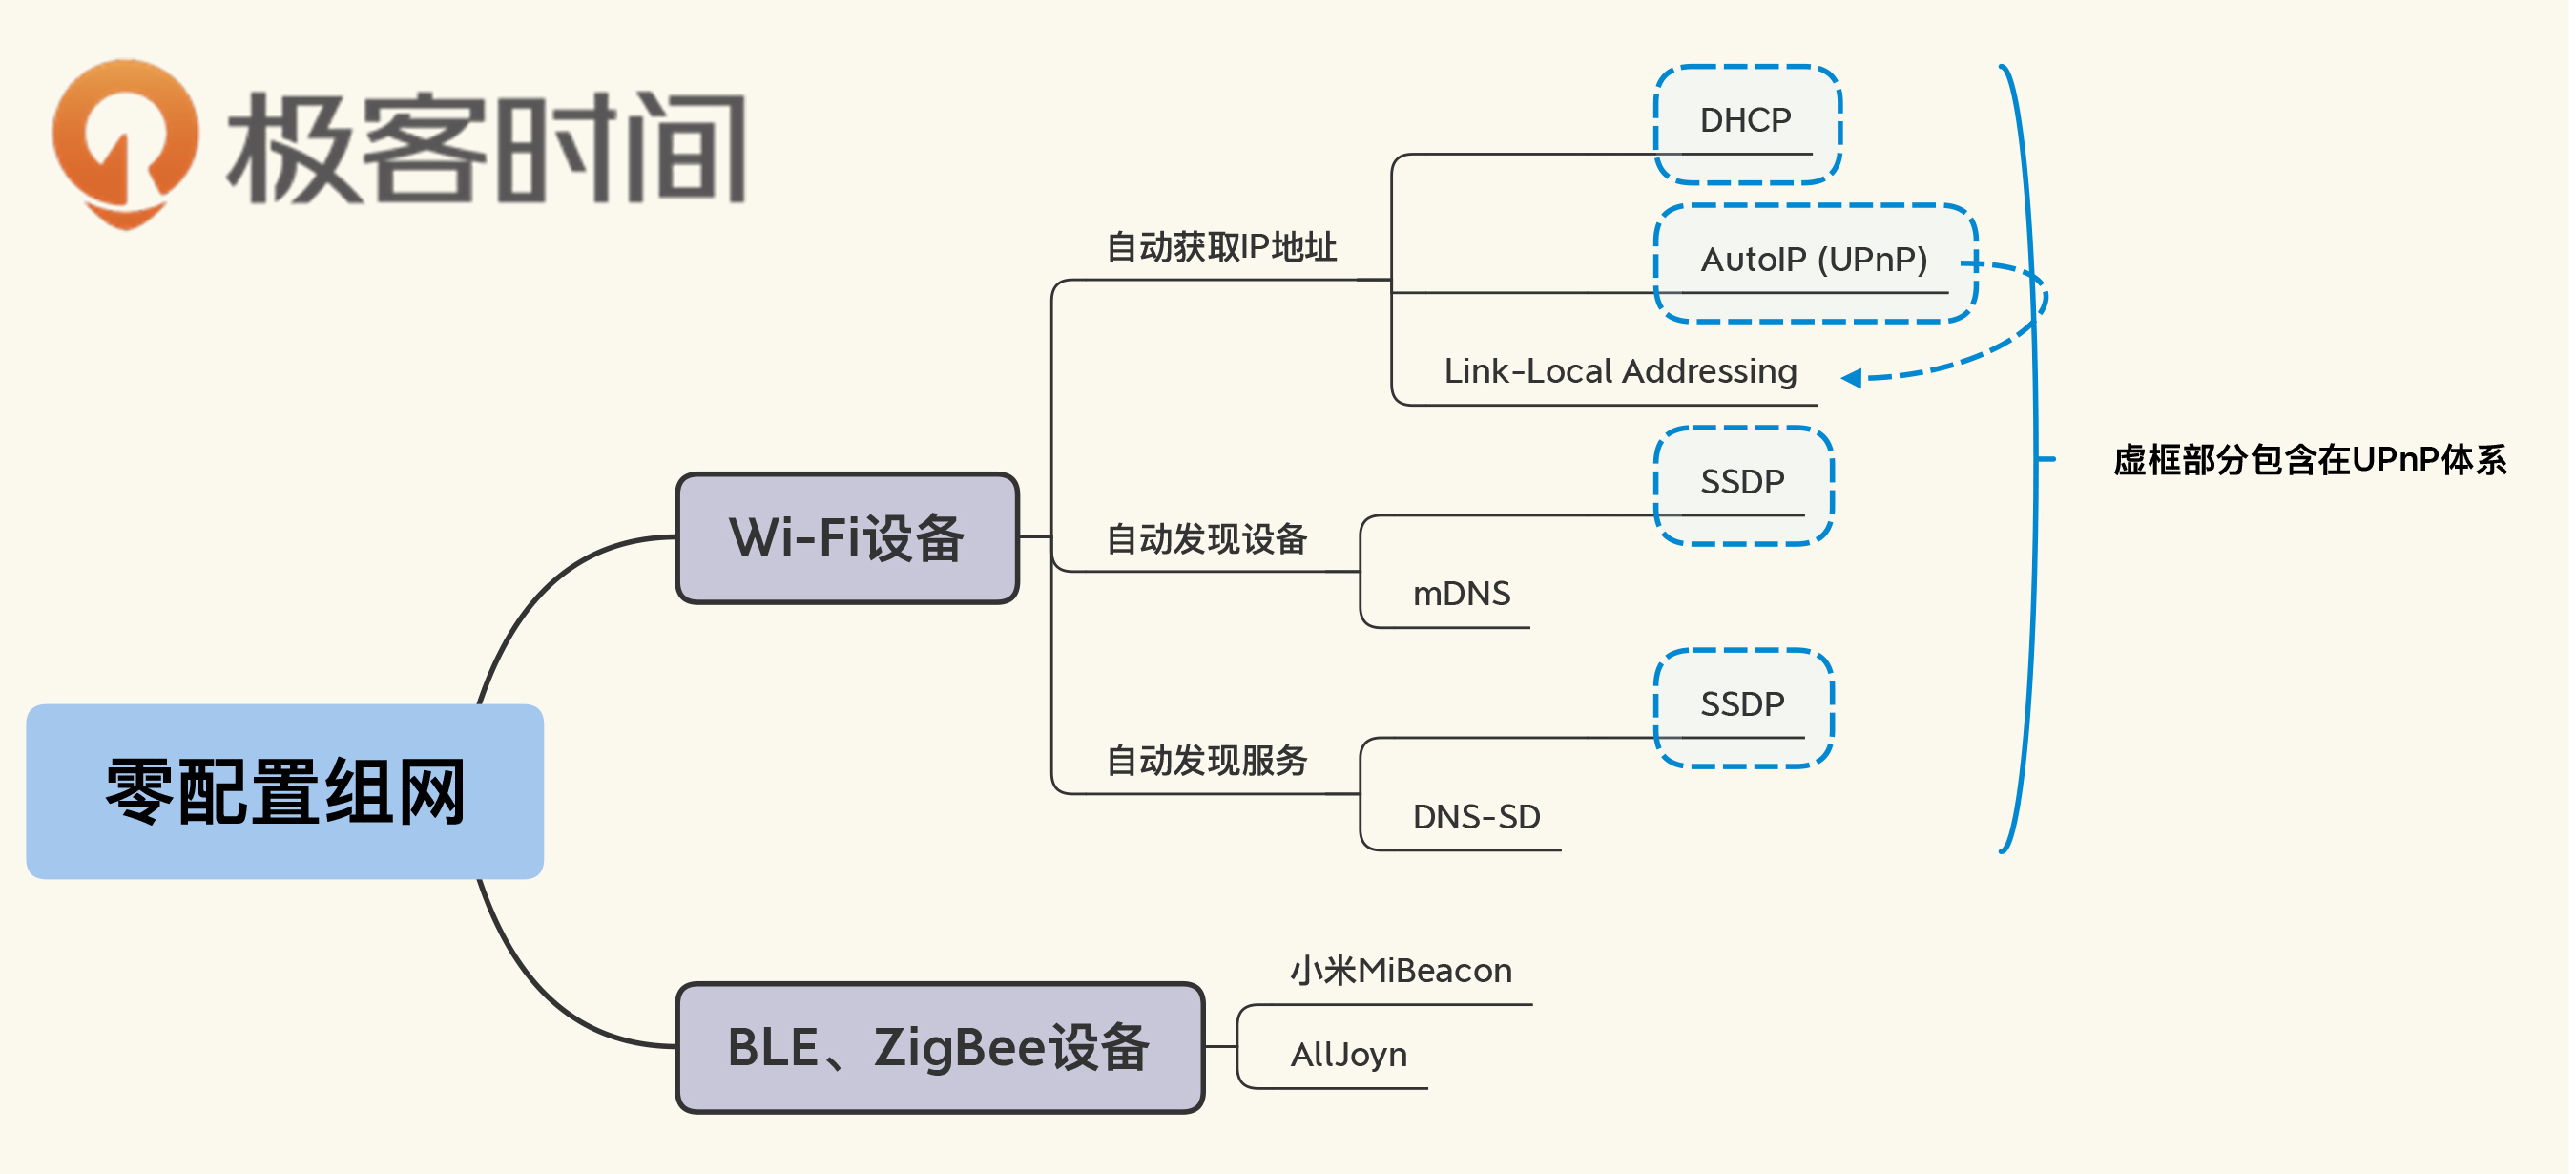 极客时间
DHCP
自动获取IP地址
AutoIP (UPnP)
Link-Local Addressing
SSDP
虚框部分包含在UPnP体系
Wi-Fi设备
自动发现设备
mDNS
SSDP
自动发现服务
零配置组网
DNS-SD
小米MiBeacon
BLE、ZigBee设备
AllJoyn